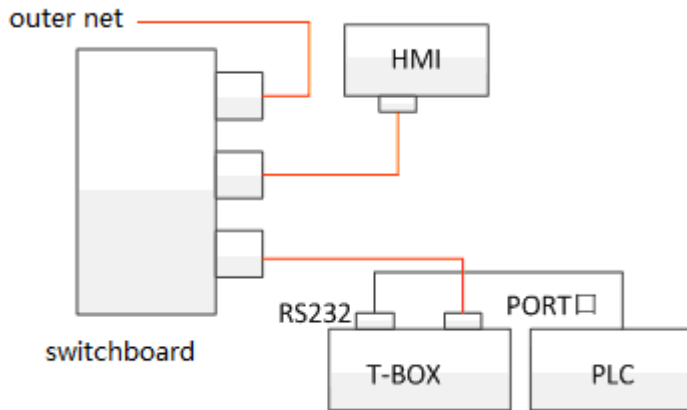 outer net
HMI
RS232
PORT口
switchboard
T-BOX
PLC